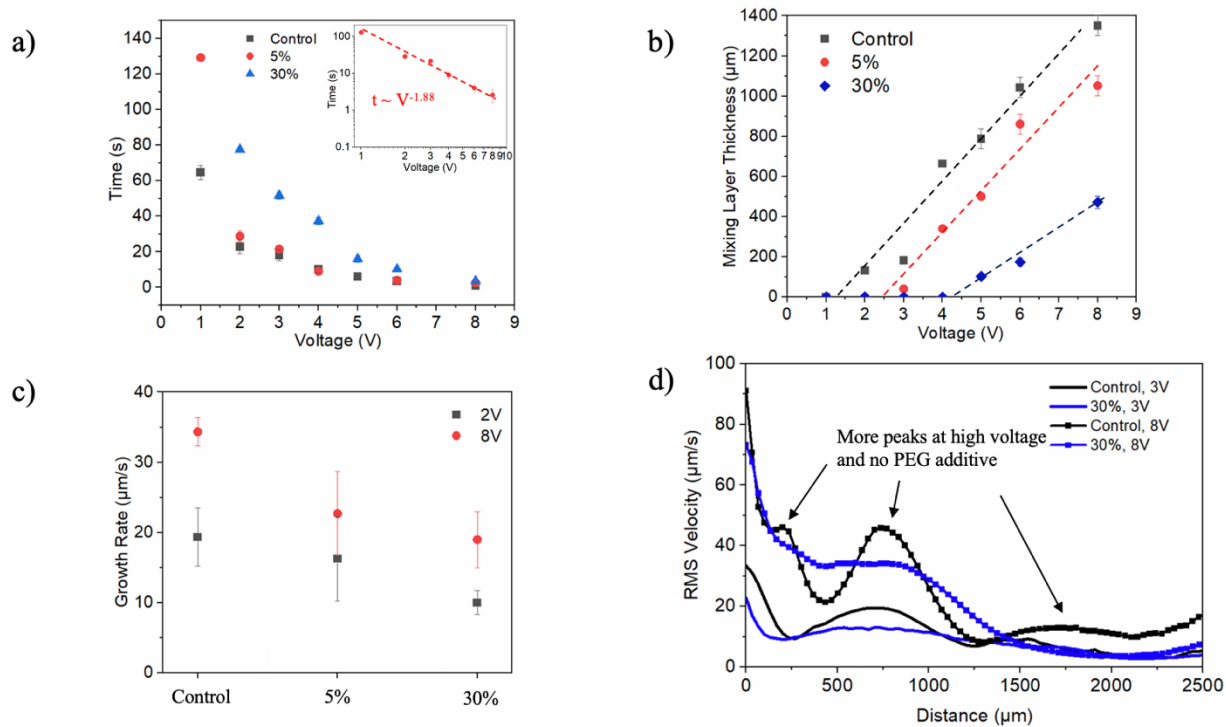 a)
Time (s)
140
120
100
80
60
40
20
0
0 1 2 3 4 5 6 7 8 9
Voltage (V)
Control
5%
30%
Time (s)
100
10
1
0.1
t ~ V-1.88
1 2 3 4 5 6 7 8 9 10
Voltage (V)
b)
Mixing Layer Thickness (µm)
1400
1200
1000
800
600
400
200
0
0 1 2 3 4 5 6 7 8 9
Voltage (V)
Control
5%
30%
c)
Growth Rate (µm/s)
40
30
20
10
0
Control 5% 30%
2V
8V
d)
RMS Velocity (µm/s)
100
80
60
40
20
0
0 500 1000 1500 2000 2500
Distance (µm)
Control, 3V
30%, 3V
Control, 8V
30%, 8V
More peaks at high voltage
and no PEG additive